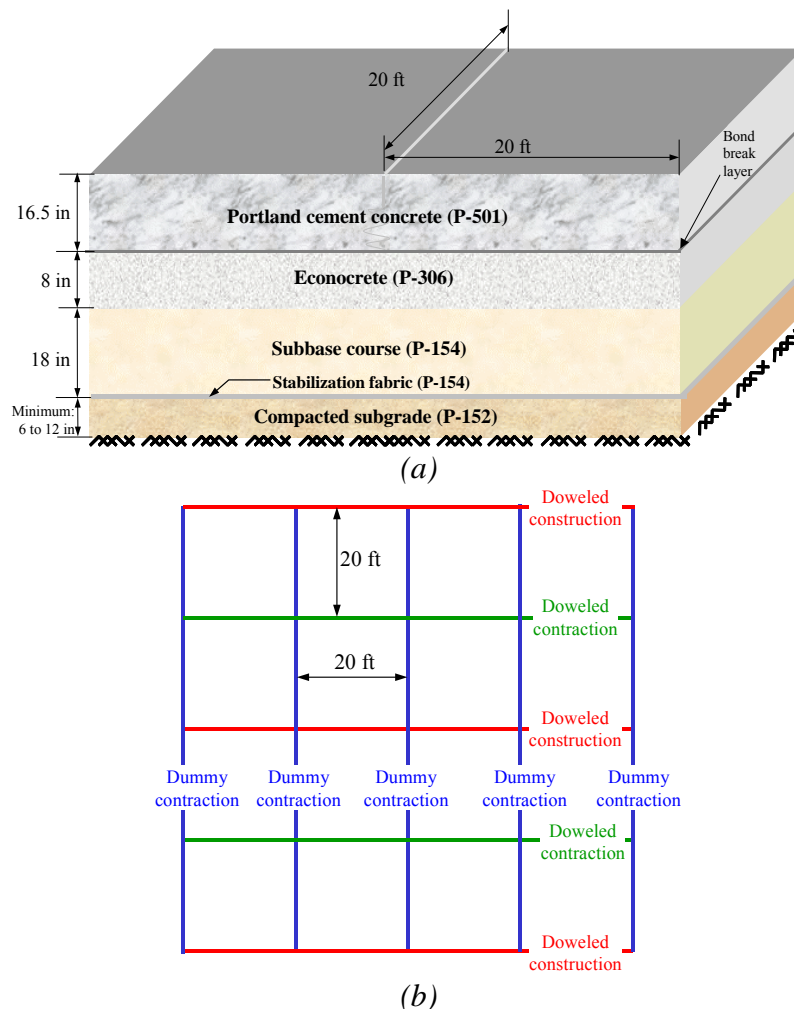 20 ft
20 ft
Bond
break
layer
16.5 in
Portland cement concrete (P-501)
8 in
Econocrete (P-306)
18 in
Subbase course (P-154)
Stabilization fabric (P-154)
Minimum:
6 to 12 in
Compacted subgrade (P-152)
(a)
Doweled
construction
20 ft
Doweled
contraction
20 ft
Doweled
construction
Dummy
contraction
Dummy
contraction
Dummy
contraction
Dummy
contraction
Dummy
contraction
Doweled
contraction
Doweled
construction
(b)